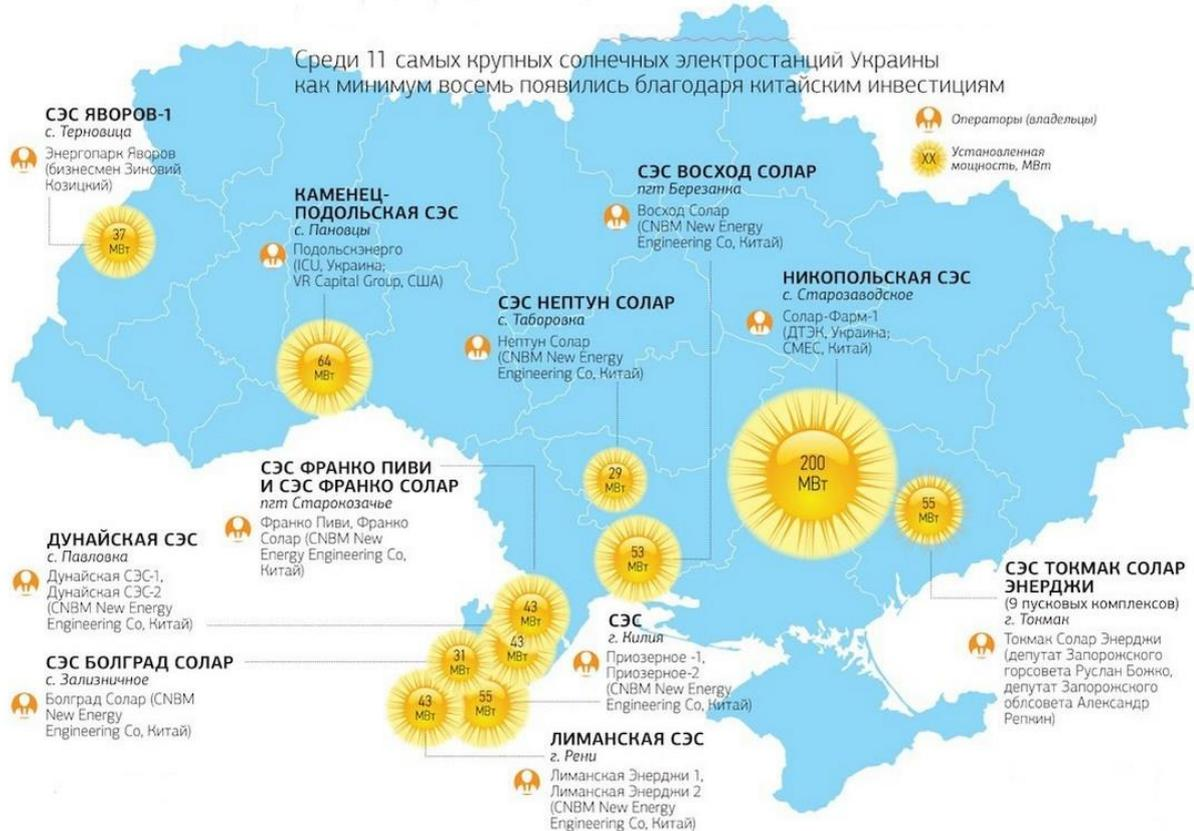 Среди 11 самых крупных солнечных электростанций Украины
как минимум восемь появились благодаря китайским инвестициям
Операторы (владельцы)
XX
Установленная
мощность, МВт
СЭС ЯВОРОВ-1
с. Терновица
Энергопарк Яворов
(бизнесмен Зиновий
Козицкий)
37
МВт
КАМЕНЕЦ-
ПОДОЛЬСКАЯ СЭС
с. Пановцы
Подольскэнерго
(ICU, Украина;
VR Capital Group, США)
64
МВт
СЭС ВОСХОД СОЛАР
пгт Березанка
Восход Солар
(CNBM New Energy
Engineering Co, Китай)
СЭС НЕПТУН СОЛАР
с. Таборовка
Нептун Солар
(CNBM New Energy
Engineering Co, Китай)
29
МВт
53
МВт
НИКОПОЛЬСКАЯ СЭС
с. Старозаводское
Солар-Фарм-1
(ДТЭК, Украина;
CMEC, Китай)
200
МВт
55
МВт
СЭС ТОКМАК СОЛАР
ЭНЕРДЖИ
(9 пусковых комплексов)
г. Токмак
Токмак Солар Энерджи
(депутат Запорожского
горсовета Руслан Божко,
депутат Запорожского
облсовета Александр
Репкин)
СЭС ФРАНКО ПИВИ
И СЭС ФРАНКО СОЛАР
пгт Старокозачье
Франко Пиви, Франко
Солар (CNBM New
Energy Engineering Co,
Китай)
ДУНАЙСКАЯ СЭС
с. Павловка
Дунайская СЭС-1,
Дунайская СЭС-2
(CNBM New Energy
Engineering Co, Китай)
СЭС БОЛГРАД СОЛАР
с. Зализничное
Болград Солар (CNBM
New Energy
Engineering Co, Китай)
43
МВт
43
МВт
31
МВт
43
МВт
55
МВт
СЭС
г. Килия
Приозерное -1,
Приозерное-2
(CNBM New Energy
Engineering Co, Китай)
ЛИМАНСКАЯ СЭС
г. Рени
Лиманская Энерджи 1,
Лиманская Энерджи 2
(CNBM New Energy
Engineering Co, Китай)